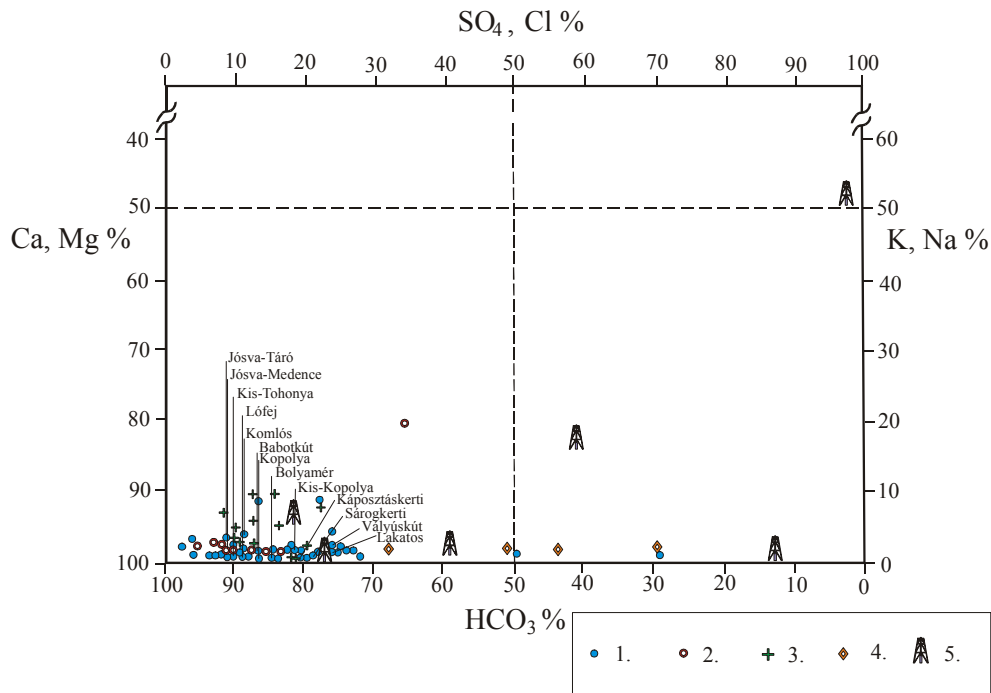 SO4 , Cl %
0 10 20 30 40 50 60 70 80 90 100
40 60
50 50
Ca, Mg % K, Na %
60 40
70 30
Jósva-Táró
Jósva-Medence
Kis-Tohonya
Lófej
80 20
Komlós
Babotkút
Kopolya
Bolyamér
Kis-Kopolya
90 10
Káposztáskerti
Sárogkerti
Vályúskút
Lakatos
100 0
100 90 80 70 60 50 40 30 20 10 0
HCO3 %
1. 2. 3. 4. 5.